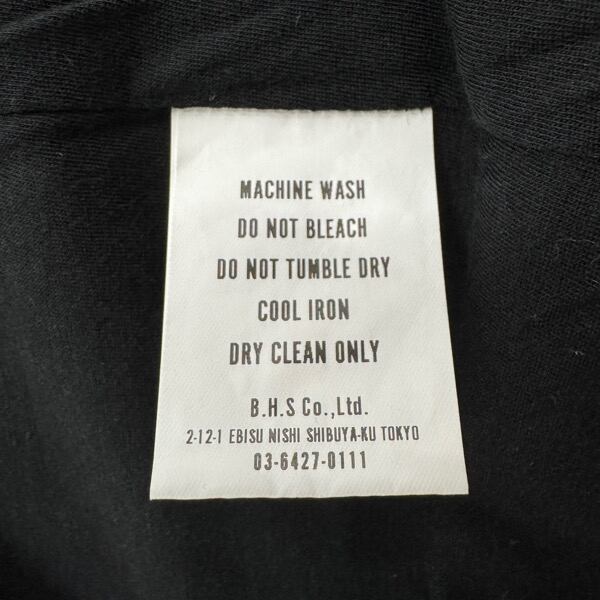 MACHINE WASH
DO NOT BLEACH
DO NOT TUMBLE DRY
COOL IRON
DRY CLEAN ONLY
B.H.S Co.,Ltd.
2-12-1 EBISU NISHI SHIBUYA-KU TOKYO
03-6427-0111